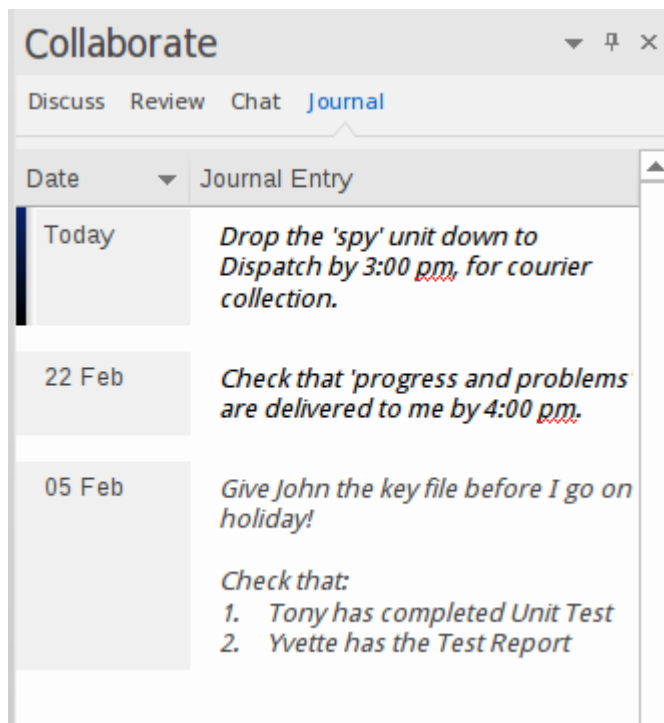 Collaborate
Discuss Review Chat Journal
Date Journal Entry
Today
Drop the 'spy' unit down to
Dispatch by 3:00 pm, for courier
collection.
22 Feb
Check that 'progress and problems'
are delivered to me by 4:00 pm.
05 Feb
Give John the key file before I go on
holiday!
Check that:
1. Tony has completed Unit Test
2. Yvette has the Test Report